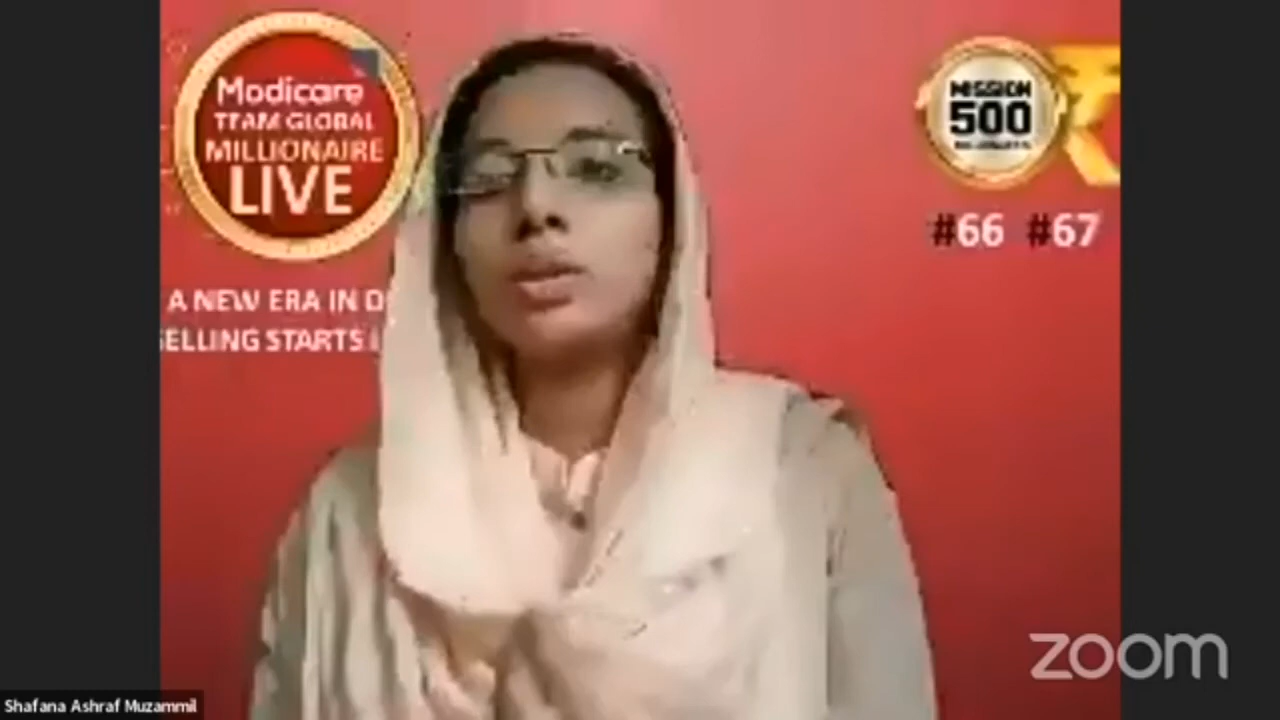 Modicare
TEAM GLOBAL
MILLIONAIRE
LIVE
A NEW ERA IN D
SELLING STARTS
MISSION
500
#66 #67
zoom
Shafana Ashraf Muzammil